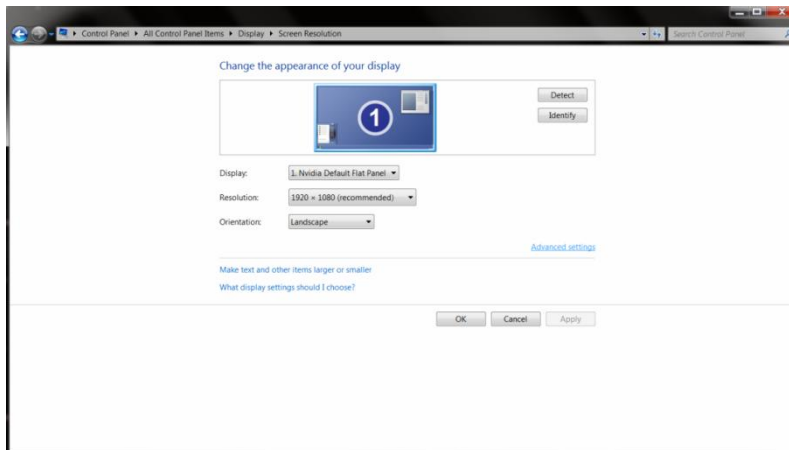 Control Panel ▸ All Control Panel Items ▸ Display ▸ Screen Resolution
Search Control Panel
Change the appearance of your display
1
Detect
Identify
Display: 1. Nvidia Default Flat Panel
Resolution: 1920 × 1080 (recommended)
Orientation: Landscape
Advanced settings
Make text and other items larger or smaller
What display settings should I choose?
OK Cancel Apply